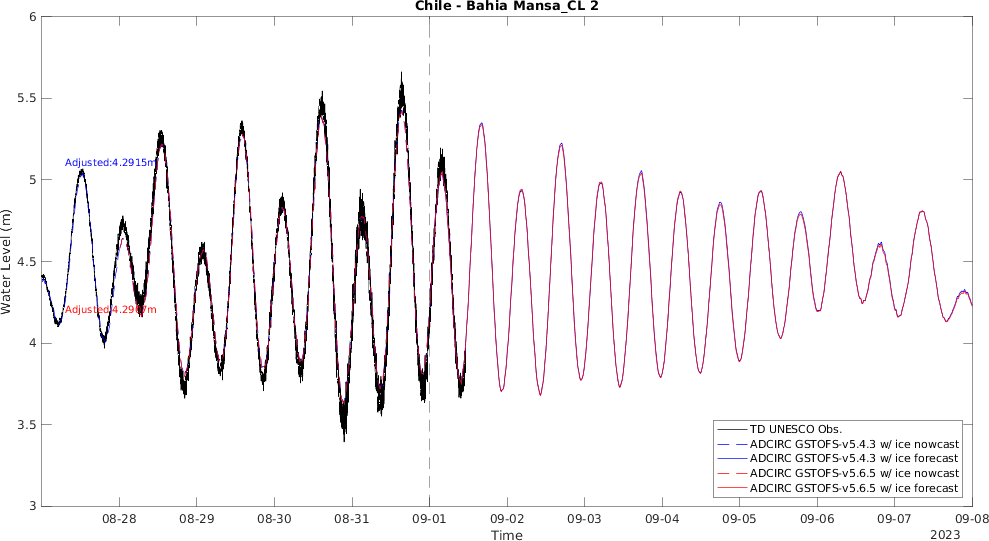 Chile - Bahia Mansa_CL 2
6
5.5
5
4.5
4
3.5
3
Water Level (m)
Adjusted:4.2915m
TD UNESCO Obs.
ADCIRC GSTOFS-v5.4.3 w/ ice nowcast
ADCIRC GSTOFS-v5.4.3 w/ ice forecast
ADCIRC GSTOFS-v5.6.5 w/ ice nowcast
ADCIRC GSTOFS-v5.6.5 w/ ice forecast
08-28 08-29 08-30 08-31 09-01 09-02 09-03 09-04 09-05 09-06 09-07 09-08
Time
2023